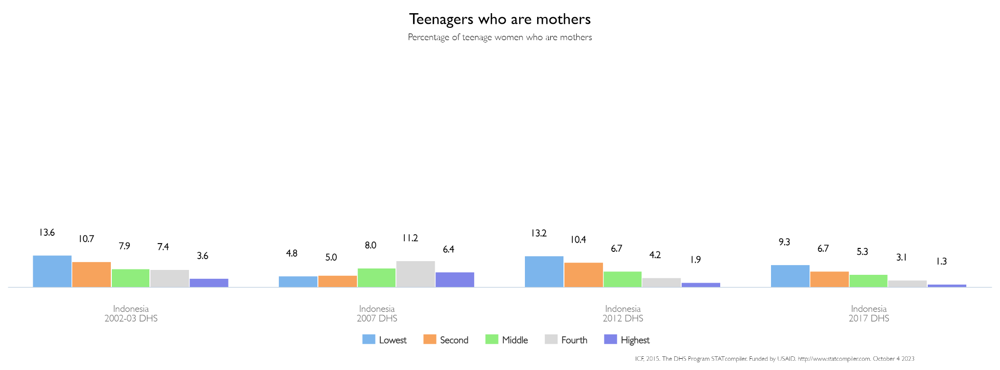 Teenagers who are mothers
Percentage of teenage women who are mothers
13.6 10.7 7.9 7.4 3.6
4.8 5.0 8.0 11.2 6.4
13.2 10.4 6.7 4.2 1.9
9.3 6.7 5.3 3.1 1.3
Indonesia
2002-03 DHS
Indonesia
2007 DHS
Indonesia
2012 DHS
Indonesia
2017 DHS
Lowest Second Middle Fourth Highest
ICF, 2015. The DHS Program STATcompiler. Funded by USAID. http://www.statcompiler.com. October 4 2023